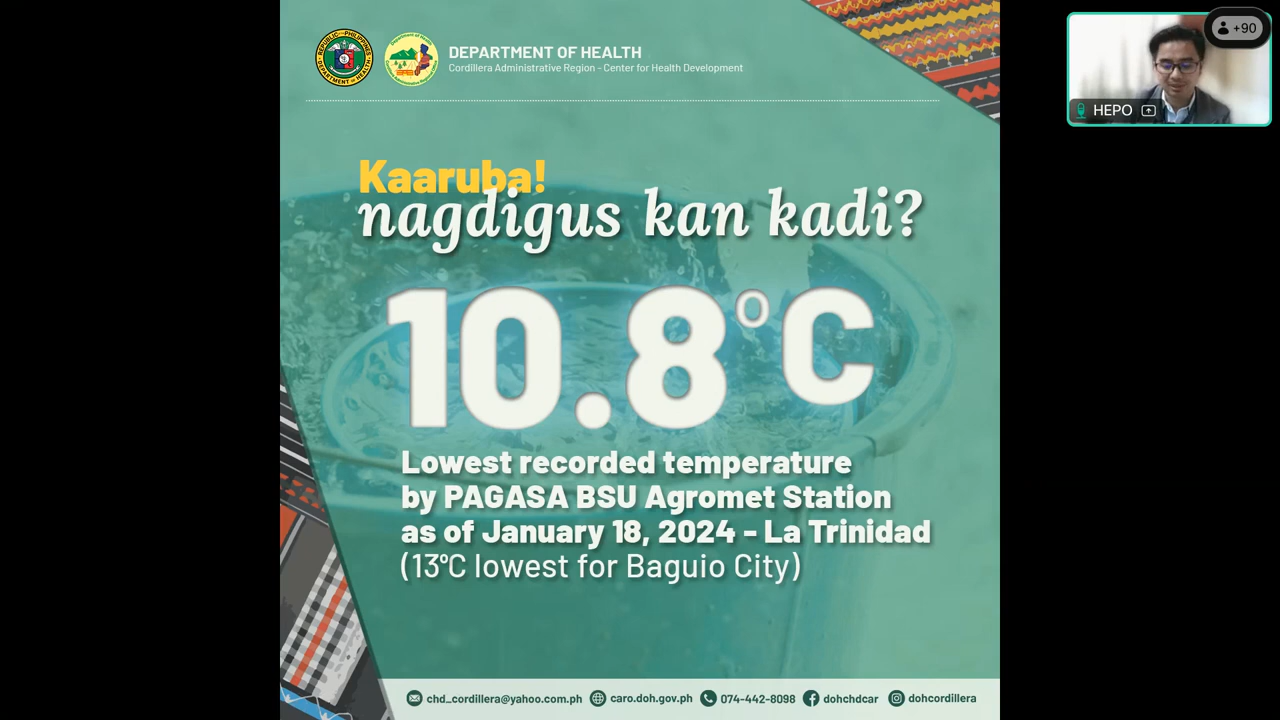 DEPARTMENT OF HEALTH
Cordillera Administrative Region - Center for Health Development
+90
HEPO
Kaaruba!
nagdigus kan kadi?
10.8°C
Lowest recorded temperature
by PAGASA BSU Agromet Station
as of January 18, 2024 - La Trinidad
(13°C lowest for Baguio City)
chd_cordillera@yahoo.com.ph caro.doh.gov.ph 074-442-8098 dohchdcar dohcordillera